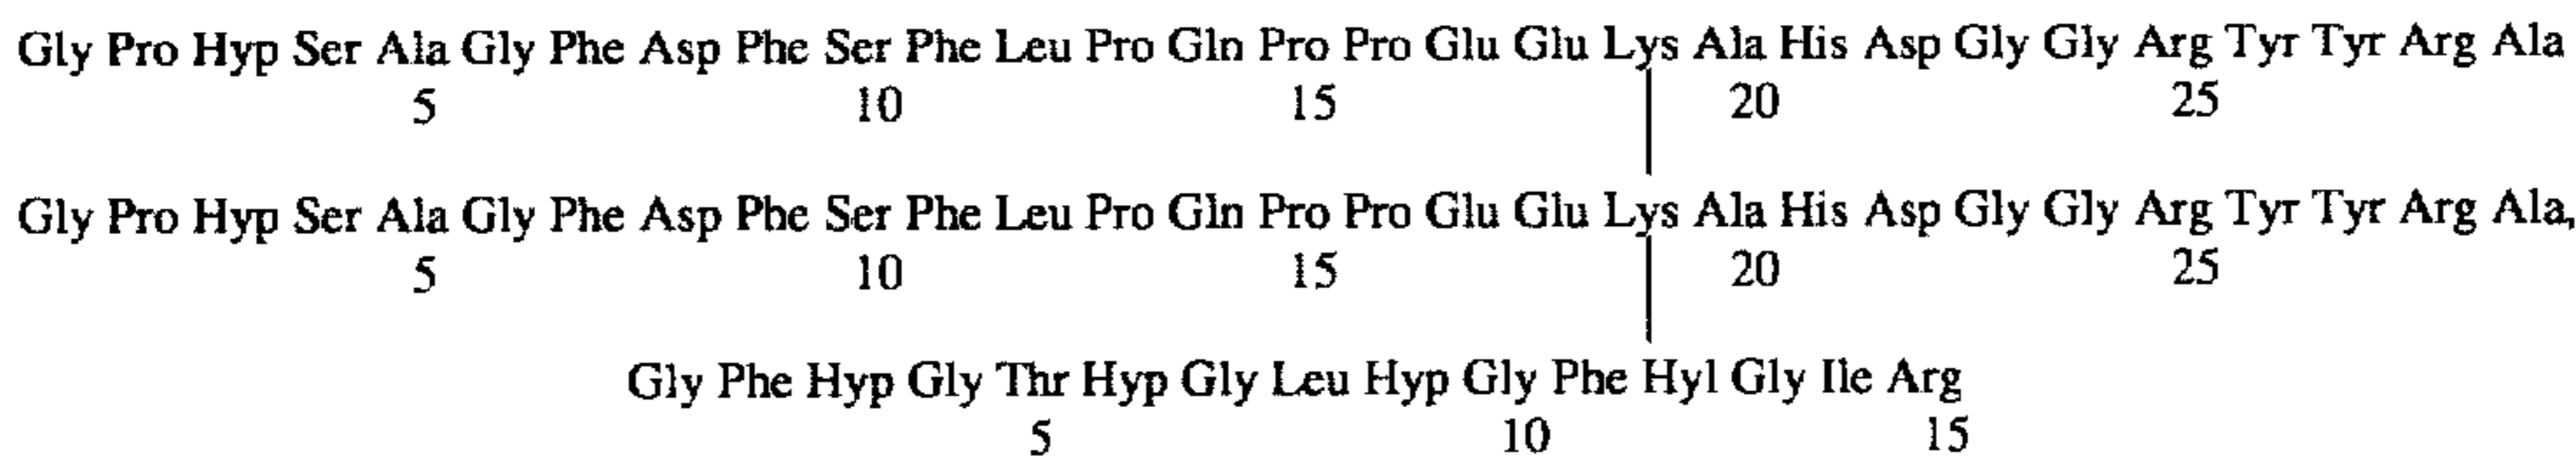 Gly Pro Hyp Ser Ala Gly Phe Asp Phe Ser Phe Leu Pro Gln Pro Pro Glu Glu Lys Ala His Asp Gly Gly Arg Tyr Tyr Arg Ala
5 10 15 20 25
Gly Pro Hyp Ser Ala Gly Phe Asp Phe Ser Phe Leu Pro Gln Pro Pro Glu Glu Lys Ala His Asp Gly Gly Arg Tyr Tyr Arg Ala,
5 10 15 20 25
Gly Phe Hyp Gly Thr Hyp Gly Leu Hyp Gly Phe Hyl Gly Ile Arg
5 10 15